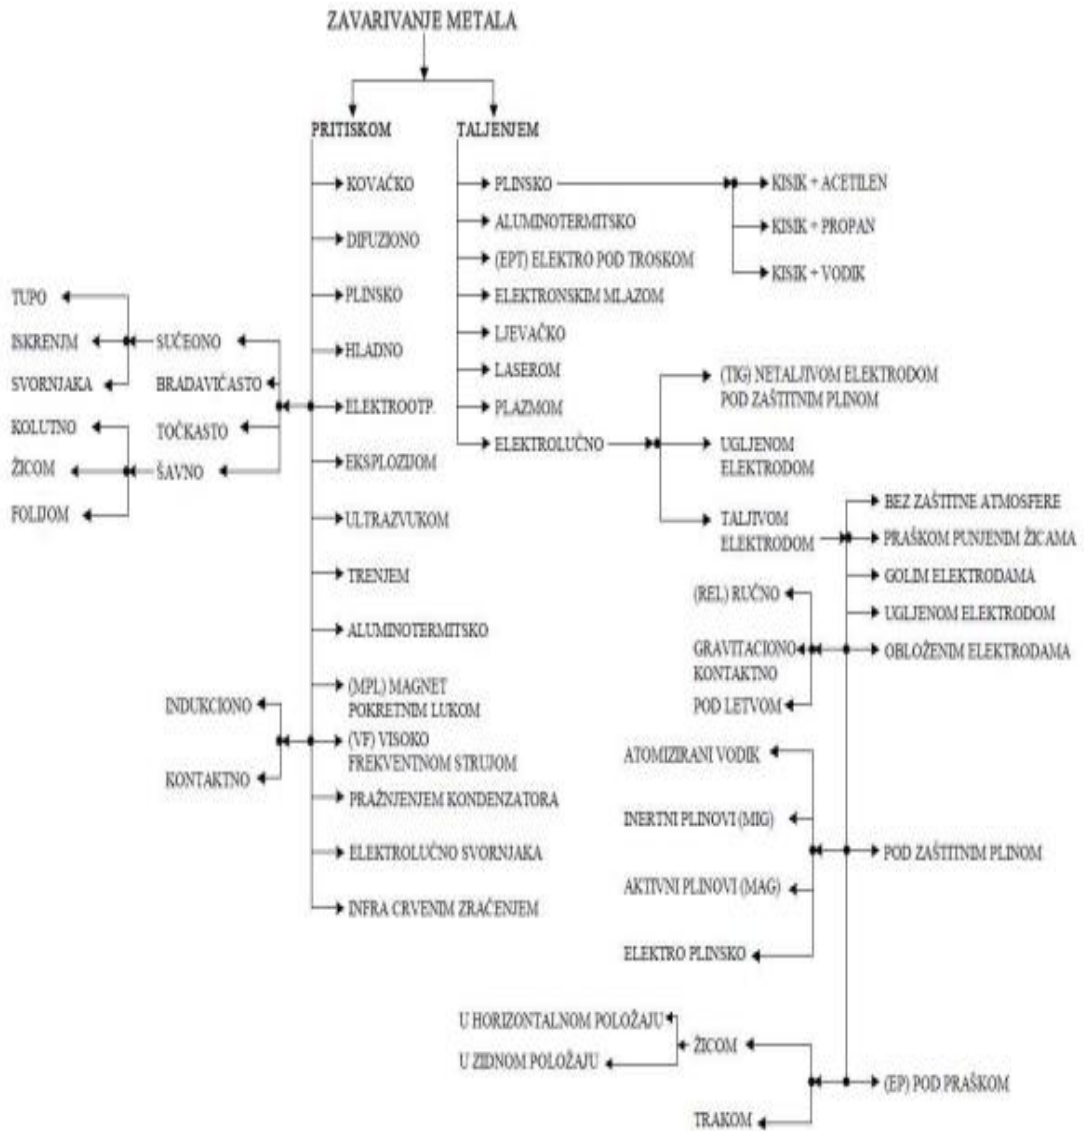 ZAVARIVANJE METALA
PRITISKOM
KOVAČKO
DIFUZIONO
PLINSKO
HLADNO
ELEKTROOTP.
EKSPLOZIJOM
ULTRAZVUKOM
TRENJEM
ALUMINOTERMITSKO
(MPL) MAGNET
POKRETNIM LUKOM
(VF) VISOKO
FREKVENTNOM STRUJOM
PRAŽNJENJEM KONDENZATORA
ELEKTROLUČNO SVORNJAKA
INFRA CRVENIM ZRAČENJEM
SUČEONO
BRADAVIČASTO
TOČKASTO
ŠAVNO
TUPO
ISKRENJM
SVORNJAKA
KOLUTNO
ŽICOM
FOLIJOM
INDUKCIONO
KONTAKTNO
TALJENJEM
PLINSKO
ALUMINOTERMITSKO
(EPT) ELEKTRO POD TROSKOM
ELEKTRONSKIM MLAZOM
LJEVAČKO
LASEROM
PLAZMOM
ELEKTROLUČNO
KISIK + ACETILEN
KISIK + PROPAN
KISIK + VODIK
(TIG) NETALJIVOM ELEKTRODOM
POD ZAŠTITNIM PLINOM
UGLJENOM
ELEKTRODOM
TALJIVOM
ELEKTRODOM
BEZ ZAŠTITNE ATMOSFERE
PRAŠKOM PUNJENIM ŽICAMA
GOLIM ELEKTRODAMA
UGLJENOM ELEKTRODOM
OBLOŽENIM ELEKTRODAMA
(REL) RUČNO
GRAVITACIONO
KONTAKTNO
POD LETVOM
POD ZAŠTITNIM PLINOM
ATOMIZIRANI VODIK
INERTNI PLINOVI (MIG)
AKTIVNI PLINOVI (MAG)
ELEKTRO PLINSKO
(EP) POD PRAŠKOM
ŽICOM
TRAKOM
U HORIZONTALNOM POLOŽAJU
U ZIDNOM POLOŽAJU